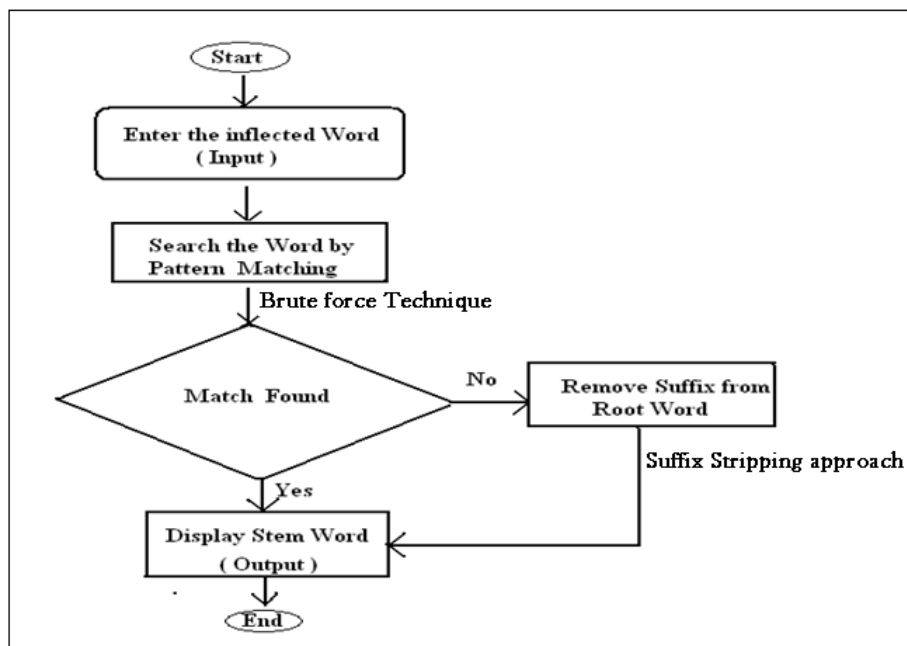 Start
Enter the inflected Word
( Input )
Search the Word by
Pattern Matching
Brute force Technique
Match Found
No
Remove Suffix from
Root Word
Suffix Stripping approach
Yes
Display Stem Word
( Output )
End